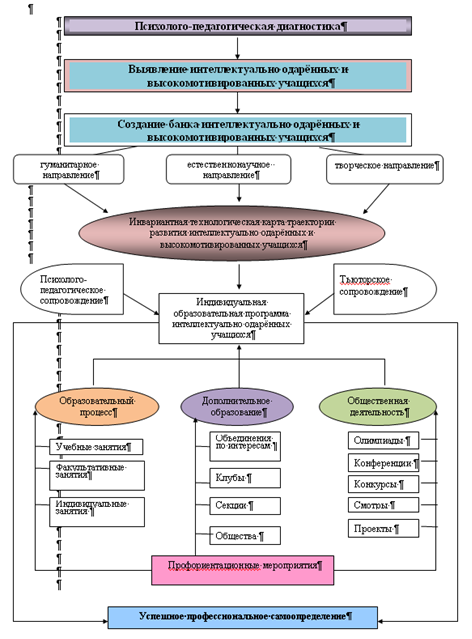 Психолого-педагогическая диагностика¶
Выявление интеллектуально одарённых и
высокомотивированных учащихся¶
Создание банка интеллектуально одарённых и
высокомотивированных учащихся¶
гуманитарное
направление¶
естественнонаучное
направление¶
творческое направление¶
Инвариантная технологическая карта траектории
развития интеллектуально одарённых и
высокомотивированных учащихся¶
Психолого-
педагогическое
сопровождение¶
Тьюторское
сопровождение¶
Индивидуальная
образовательная программа
интеллектуально одарённых
учащихся¶
Образовательный
процесс¶
Дополнительное
образование¶
Общественная
деятельность¶
Учебные занятия¶
Факультативные
занятия¶
Индивидуальные
занятия ¶
Объединения
по интересам¶
Клубы¶
Секции¶
Общества ¶
Олимпиады¶
Конференции¶
Конкурсы¶
Смотры¶
Проекты¶
Профориентационные мероприятия¶
Успешное профессиональное самоопределение¶